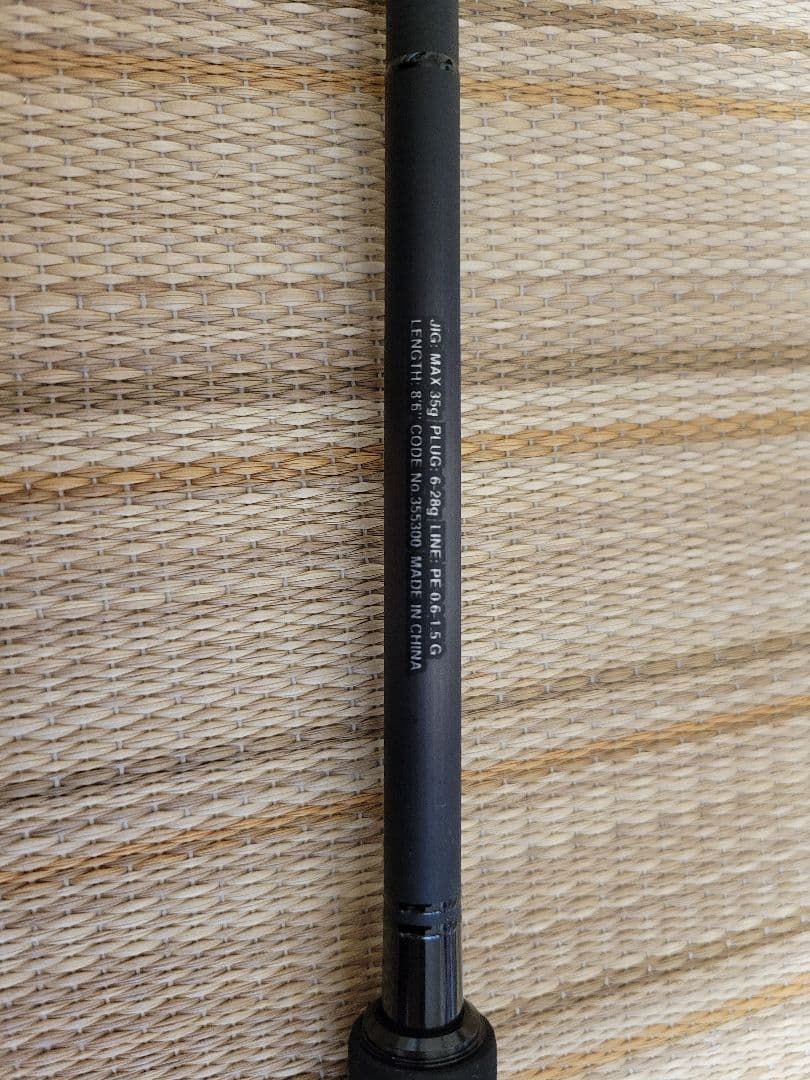 JIG: MAX 35g PLUG: 6-28g LINE: PE 0.6-1.5 G
LENGTH: 8'6" CODE No.355300 MADE IN CHINA